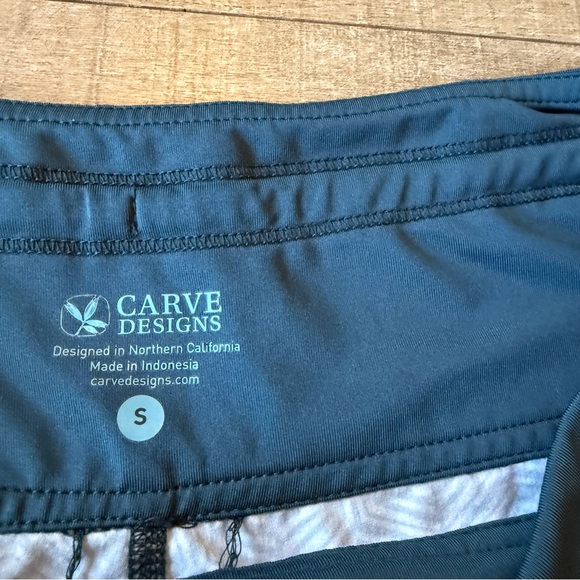 CARVE
DESIGNS
Designed in Northern California
Made in Indonesia
carvedesigns.com
S